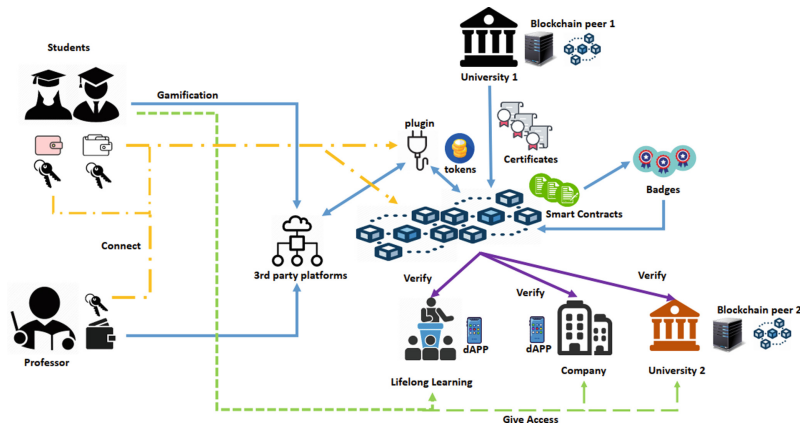 Students
Blockchain peer 1
University 1
Gamification
plugin
tokens
Certificates
Smart Contracts
Badges
Connect
3rd party platforms
Verify
Verify
Verify
Blockchain peer 2
Professor
dAPP
dAPP
Lifelong Learning
Company
University 2
Give Access